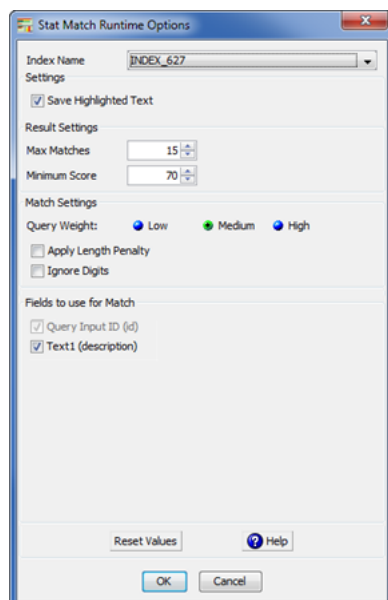 Stat Match Runtime Options
Index Name INDEX_627
Settings
Save Highlighted Text
Result Settings
Max Matches 15
Minimum Score 70
Match Settings
Query Weight: Low Medium High
Apply Length Penalty
Ignore Digits
Fields to use for Match
Query Input ID (id)
Text1 (description)
Reset Values ? Help
OK Cancel